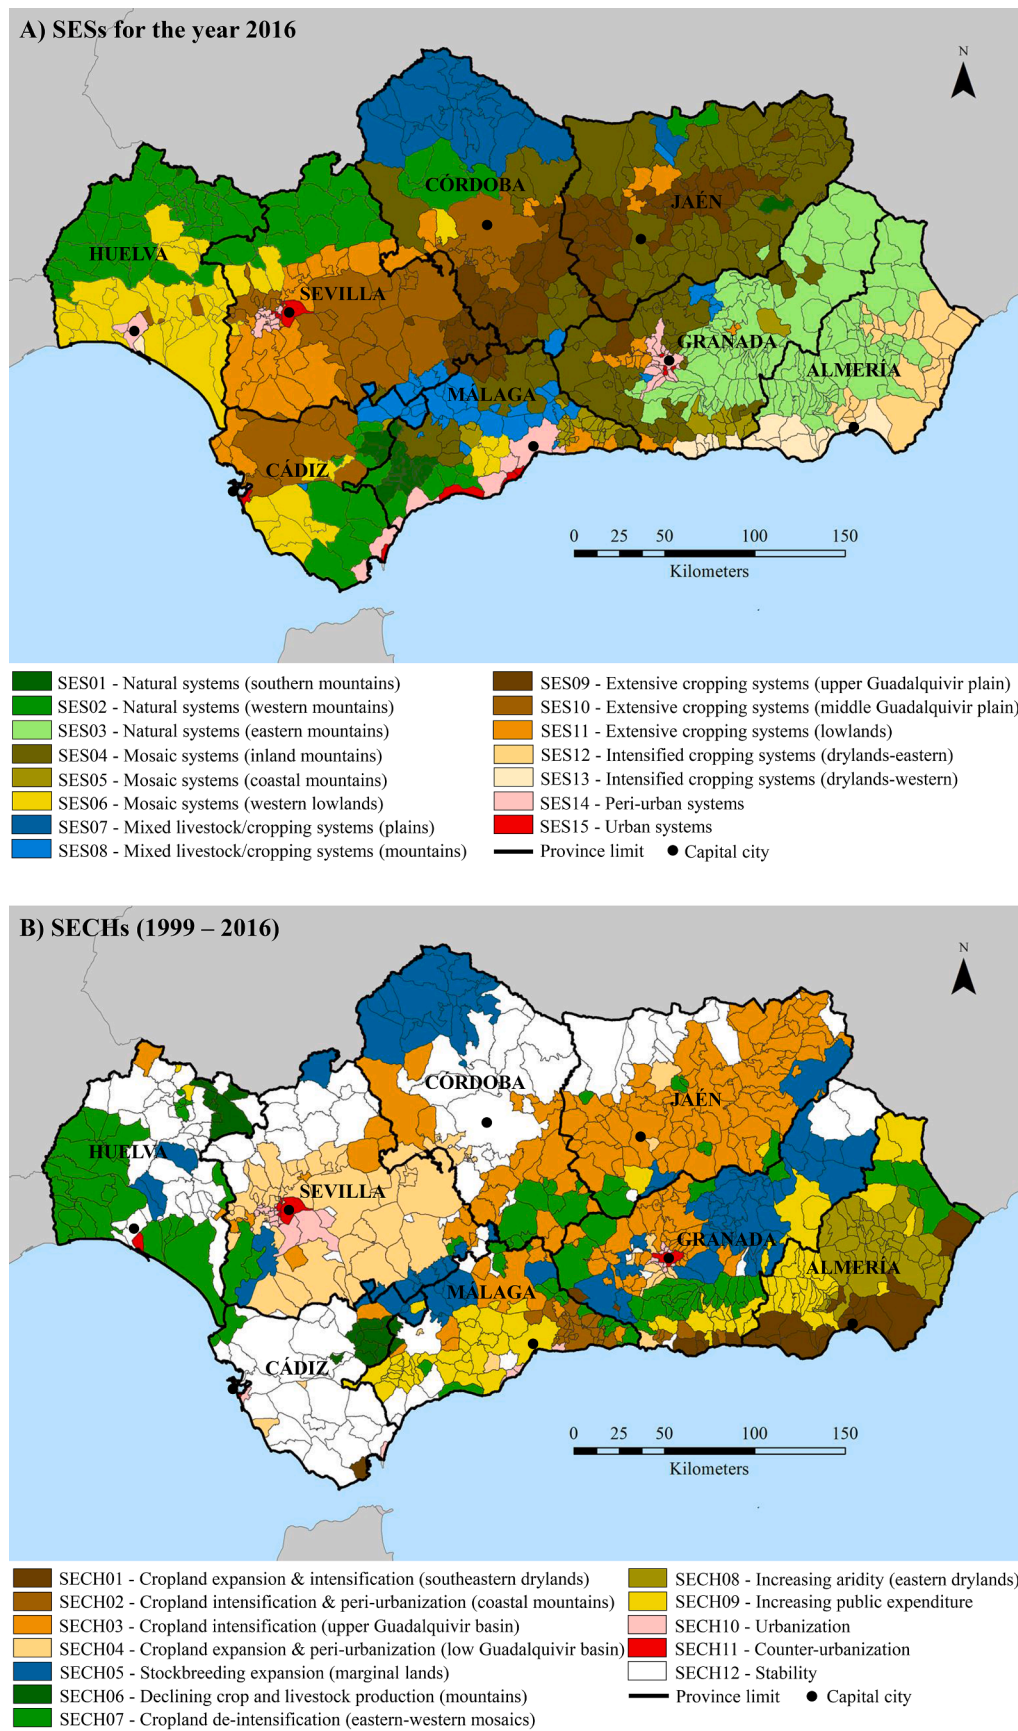 A) SESs for the year 2016
N
CÓRDOBA
JAÉN
HUELVA
SEVILLA
GRANADA
ALMERÍA
MÁLAGA
CÁDIZ
0 25 50 100 150
Kilometers
SES01 - Natural systems (southern mountains)
SES02 - Natural systems (western mountains)
SES03 - Natural systems (eastern mountains)
SES04 - Mosaic systems (inland mountains)
SES05 - Mosaic systems (coastal mountains)
SES06 - Mosaic systems (western lowlands)
SES07 - Mixed livestock/cropping systems (plains)
SES08 - Mixed livestock/cropping systems (mountains)
SES09 - Extensive cropping systems (upper Guadalquivir plain)
SES10 - Extensive cropping systems (middle Guadalquivir plain)
SES11 - Extensive cropping systems (lowlands)
SES12 - Intensified cropping systems (drylands-eastern)
SES13 - Intensified cropping systems (drylands-western)
SES14 - Peri-urban systems
SES15 - Urban systems
Province limit Capital city
B) SECHs (1999 – 2016)
N
CÓRDOBA
JAÉN
HUELVA
SEVILLA
GRANADA
ALMERÍA
MÁLAGA
CÁDIZ
0 25 50 100 150
Kilometers
SECH01 - Cropland expansion & intensification (southeastern drylands)
SECH02 - Cropland intensification & peri-urbanization (coastal mountains)
SECH03 - Cropland intensification (upper Guadalquivir basin)
SECH04 - Cropland expansion & peri-urbanization (low Guadalquivir basin)
SECH05 - Stockbreeding expansion (marginal lands)
SECH06 - Declining crop and livestock production (mountains)
SECH07 - Cropland de-intensification (eastern-western mosaics)
SECH08 - Increasing aridity (eastern drylands)
SECH09 - Increasing public expenditure
SECH10 - Urbanization
SECH11 - Counter-urbanization
SECH12 - Stability
Province limit Capital city